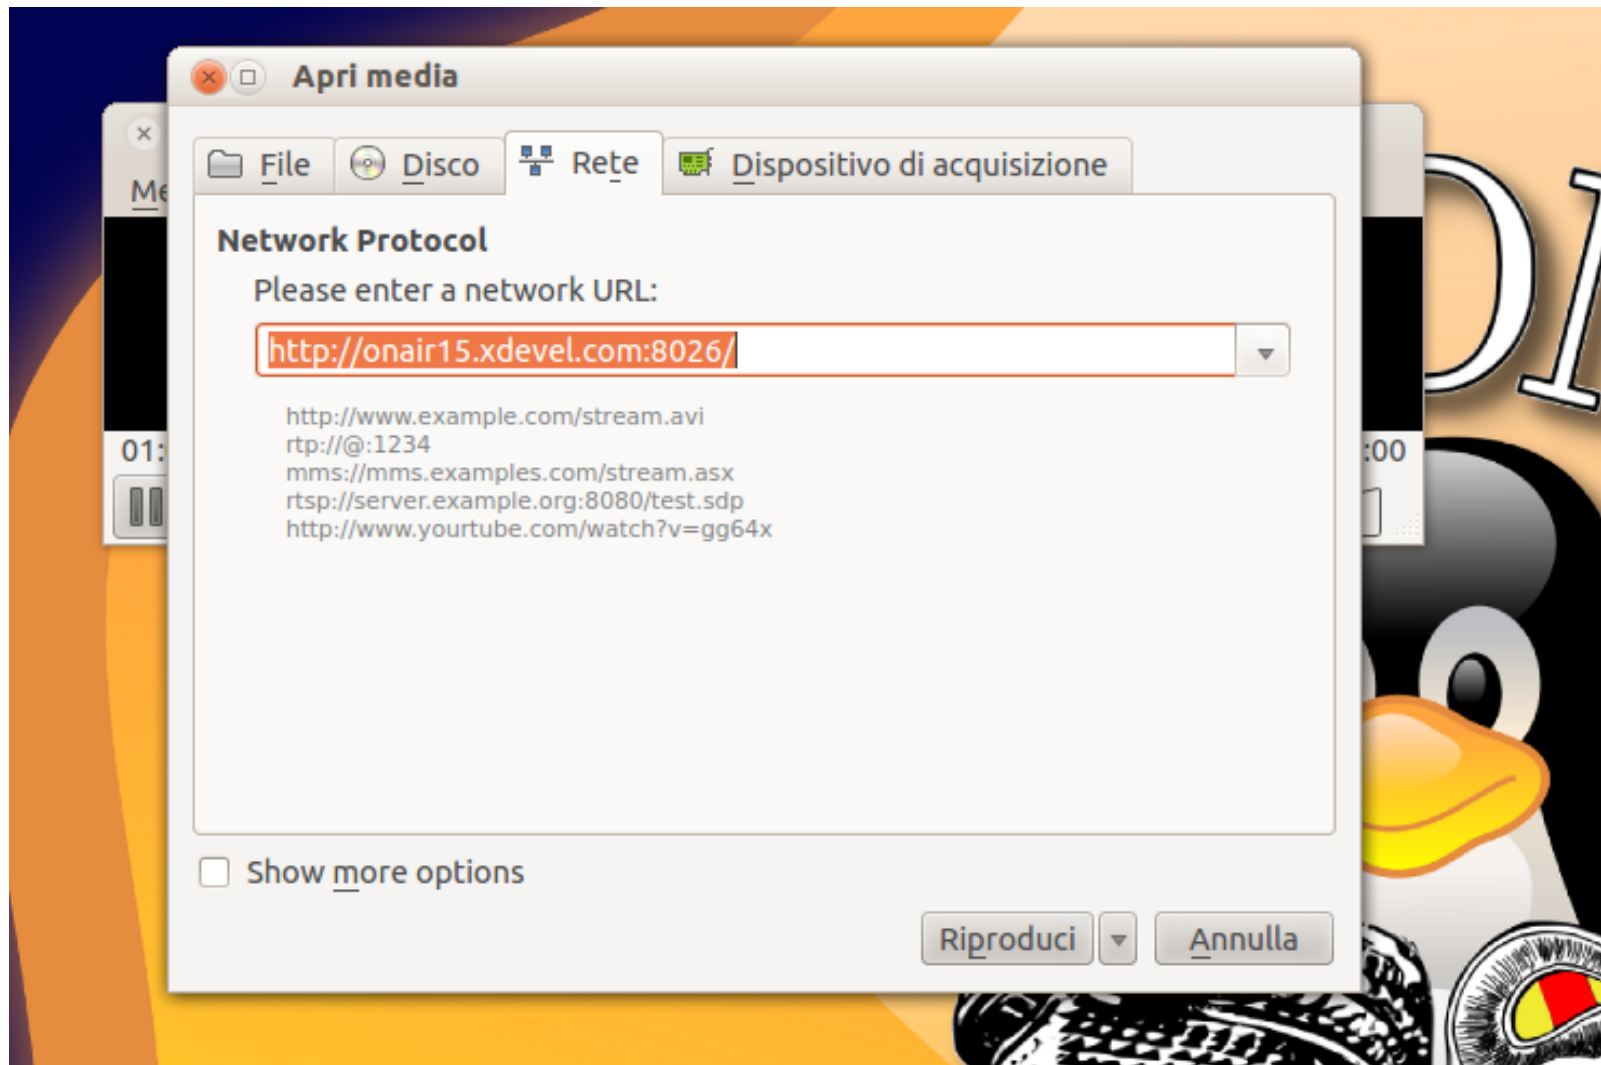 Apri media
Me
File
Disco
Rete
Dispositivo di acquisizione
Network Protocol
Please enter a network URL:
http://onair15.xdevel.com:8026/
http://www.example.com/stream.avi
rtp://@:1234
mms://mms.examples.com/stream.asx
rtsp://server.example.org:8080/test.sdp
http://www.yourtube.com/watch?v=gg64x
01:
:00
Show more options
Riproduci
Annulla